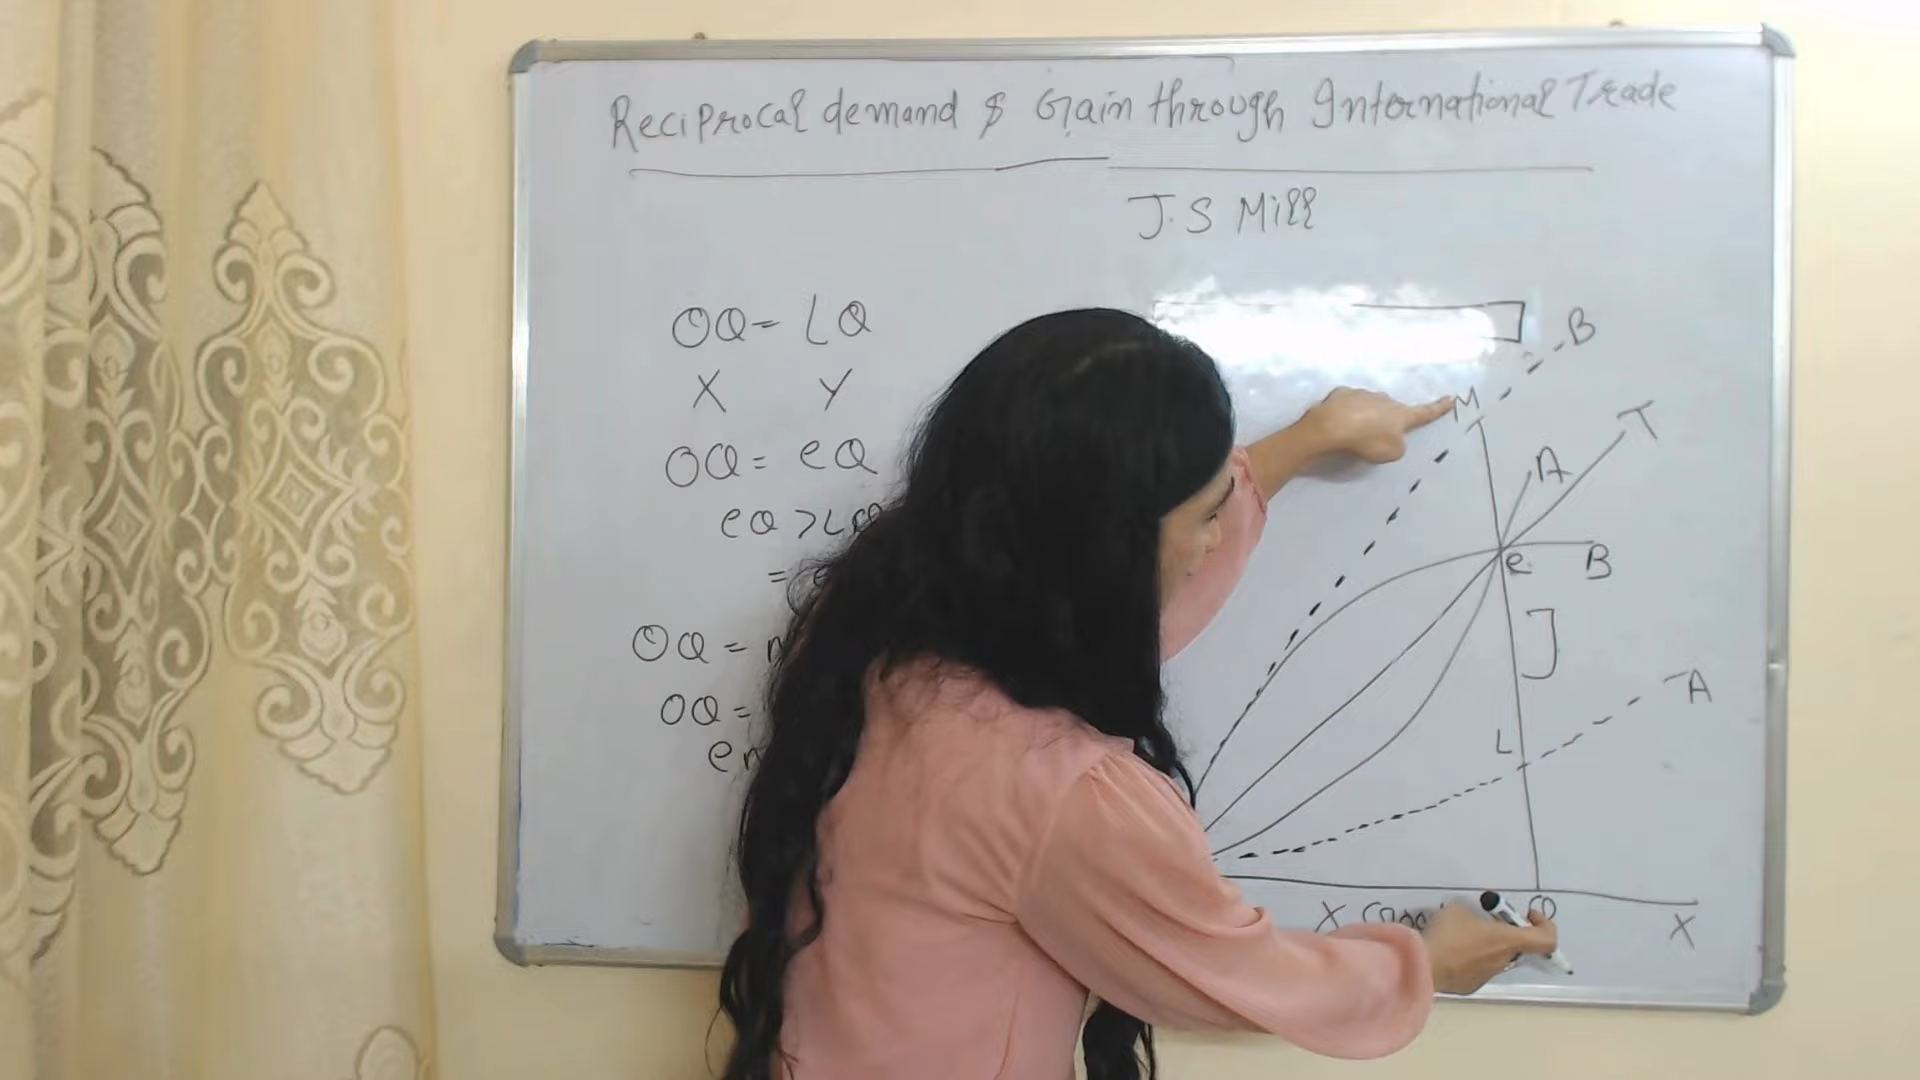 Reciprocal demand & Gain through International Trade
J.S Mill
OQ = LQ
X Y
OQ = eQ
eQ > LQ
=
OQ =
OQ =
B
M
T
A
e
B
A
L
X
Q
X